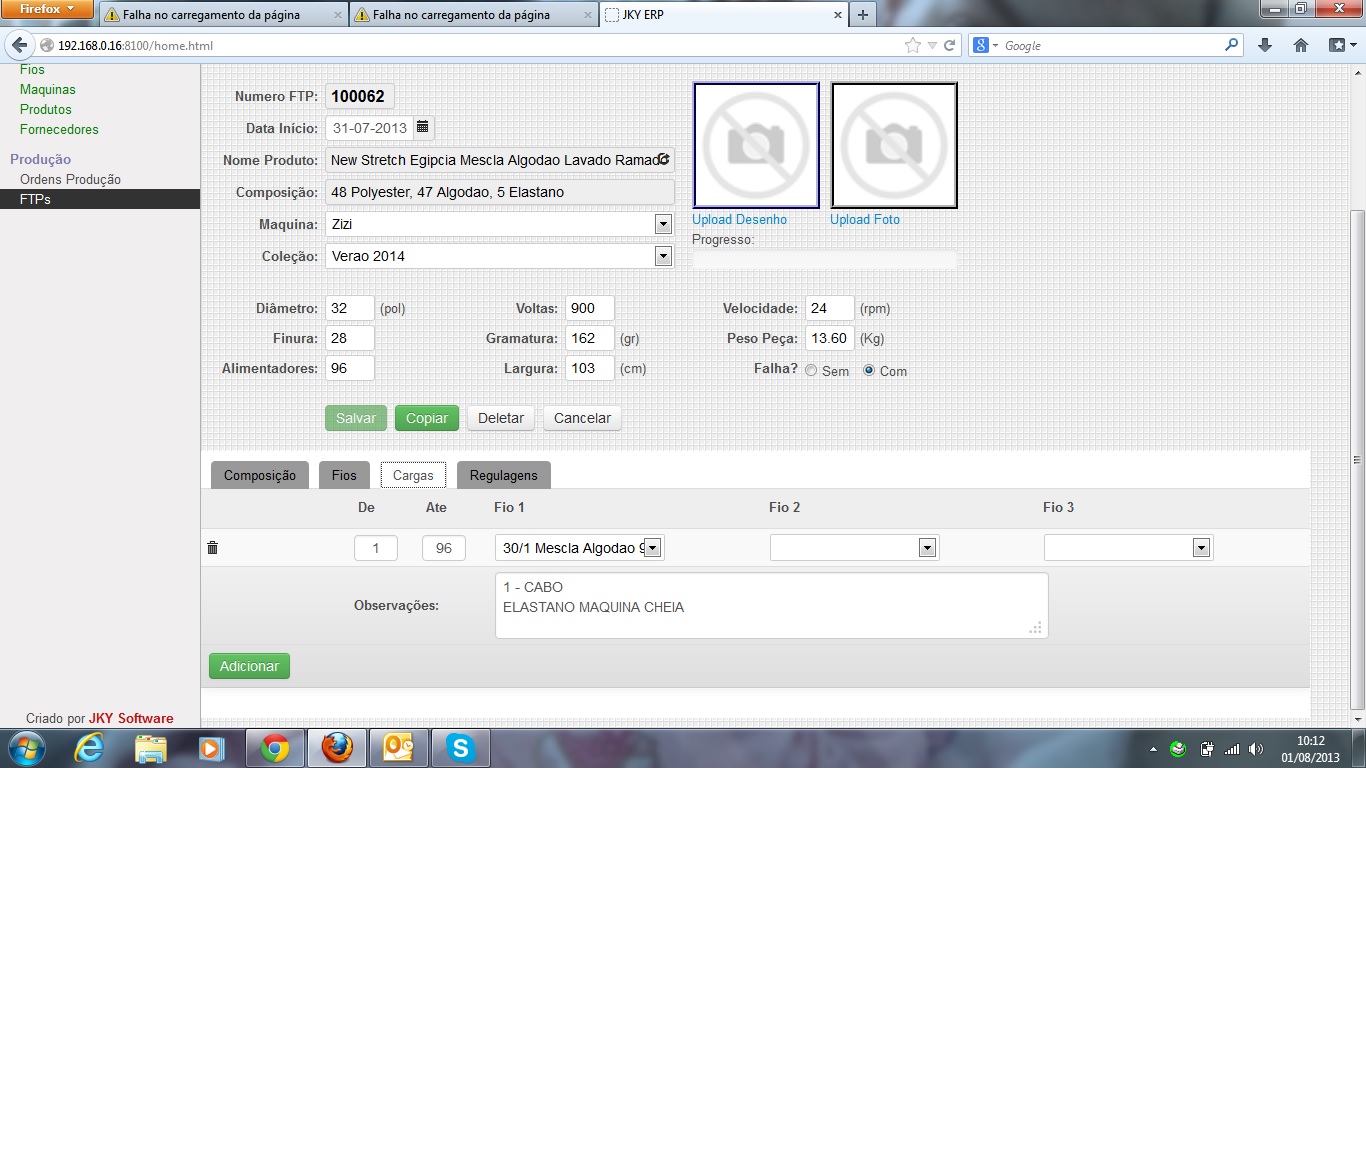 Firefox
Falha no carregamento da página
Falha no carregamento da página
JKY ERP
192.168.0.16:8100/home.html
Google
Fios
Maquinas
Produtos
Fornecedores
Produção
Ordens Produção
FTPs
Criado por JKY Software
Numero FTP: 100062
Data Início: 31-07-2013
Nome Produto: New Stretch Egipcia Mescla Algodao Lavado Ramado
Composição: 48 Polyester, 47 Algodao, 5 Elastano
Maquina: Zizi
Coleção: Verao 2014
Upload Desenho Upload Foto
Progresso:
Diâmetro: 32 (pol) Voltas: 900 Velocidade: 24 (rpm)
Finura: 28 Gramatura: 162 (gr) Peso Peça: 13.60 (Kg)
Alimentadores: 96 Largura: 103 (cm) Falha? Sem Com
Salvar Copiar Deletar Cancelar
Composição Fios Cargas Regulagens
De Ate Fio 1 Fio 2 Fio 3
1 96 30/1 Mescla Algodao 9
Observações: 1 - CABO
ELASTANO MAQUINA CHEIA
Adicionar
10:12
01/08/2013